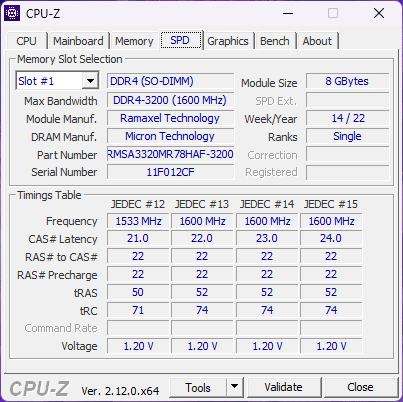 CPU-Z
CPU Mainboard Memory SPD Graphics Bench About
Memory Slot Selection
Slot #1 DDR4 (SO-DIMM) Module Size 8 GBytes
Max Bandwidth DDR4-3200 (1600 MHz) SPD Ext.
Module Manuf. Ramaxel Technology Week/Year 14 / 22
DRAM Manuf. Micron Technology Ranks Single
Part Number RMSA3320MR78HAF-3200 Correction
Serial Number 11F012CF Registered
Timings Table
JEDEC #12 JEDEC #13 JEDEC #14 JEDEC #15
Frequency 1533 MHz 1600 MHz 1600 MHz 1600 MHz
CAS# Latency 21.0 22.0 23.0 24.0
RAS# to CAS# 22 22 22 22
RAS# Precharge 22 22 22 22
tRAS 50 52 52 52
tRC 71 74 74 74
Command Rate
Voltage 1.20 V 1.20 V 1.20 V 1.20 V
CPU-Z Ver. 2.12.0.x64 Tools Validate Close